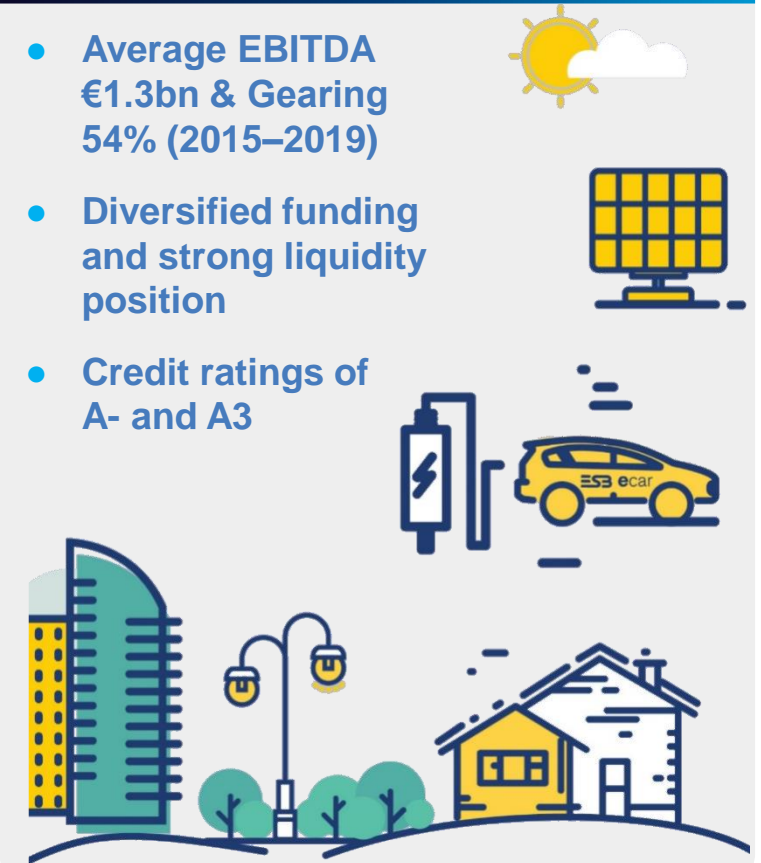 ● Average EBITDA
€1.3bn & Gearing
54% (2015–2019)
● Diversified funding
and strong liquidity
position
● Credit ratings of
A- and A3
ESB ecar